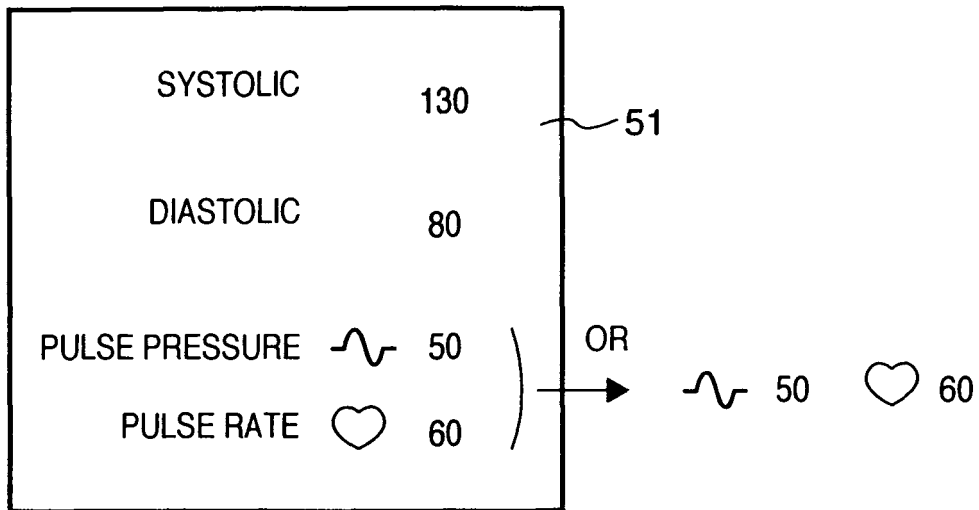 SYSTOLIC 130
51
DIASTOLIC 80
PULSE PRESSURE 50
OR
50 60
PULSE RATE 60